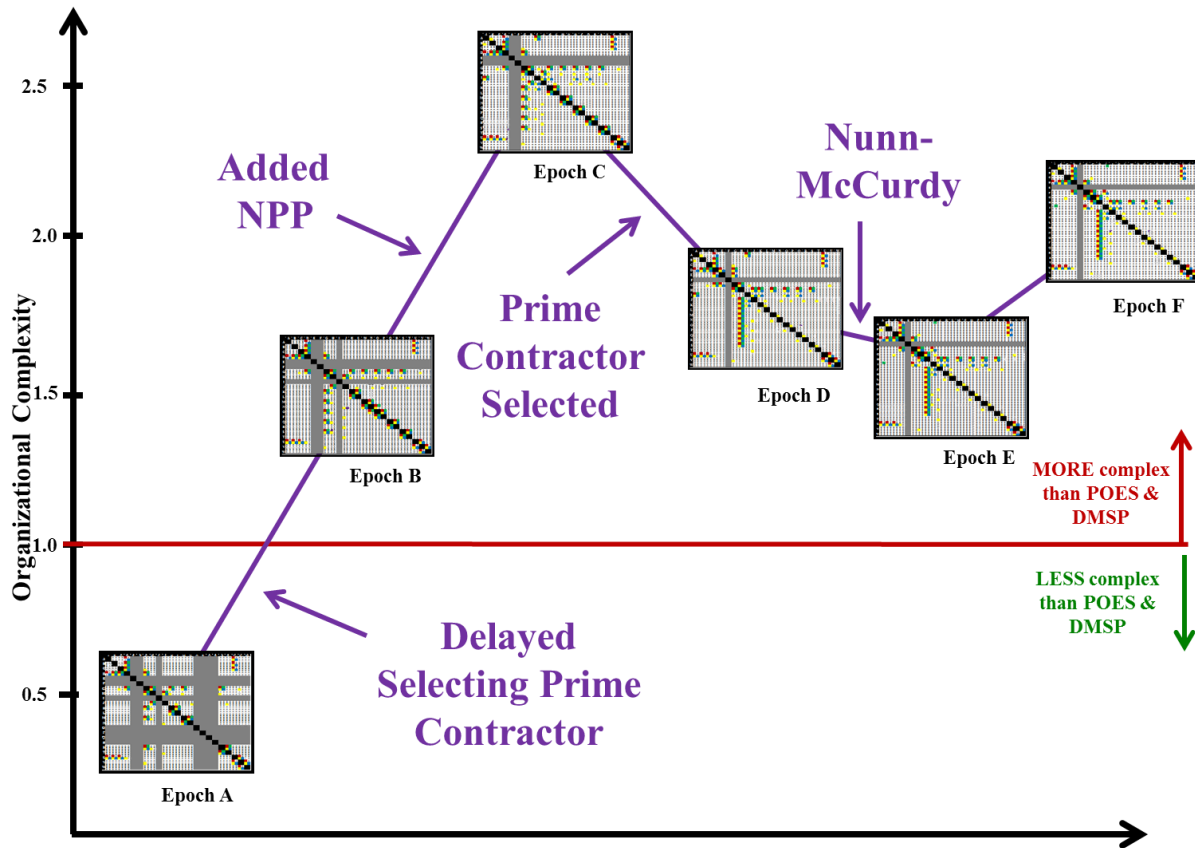 2.5
2.0
1.5
1.0
0.5
Organizational Complexity
Epoch C
Added
NPP
Nunn-
McCurdy
Prime
Contractor
Selected
Epoch F
Epoch D
Epoch E
Epoch B
MORE complex
than POES &
DMSP
LESS complex
than POES &
DMSP
Delayed
Selecting Prime
Contractor
Epoch A